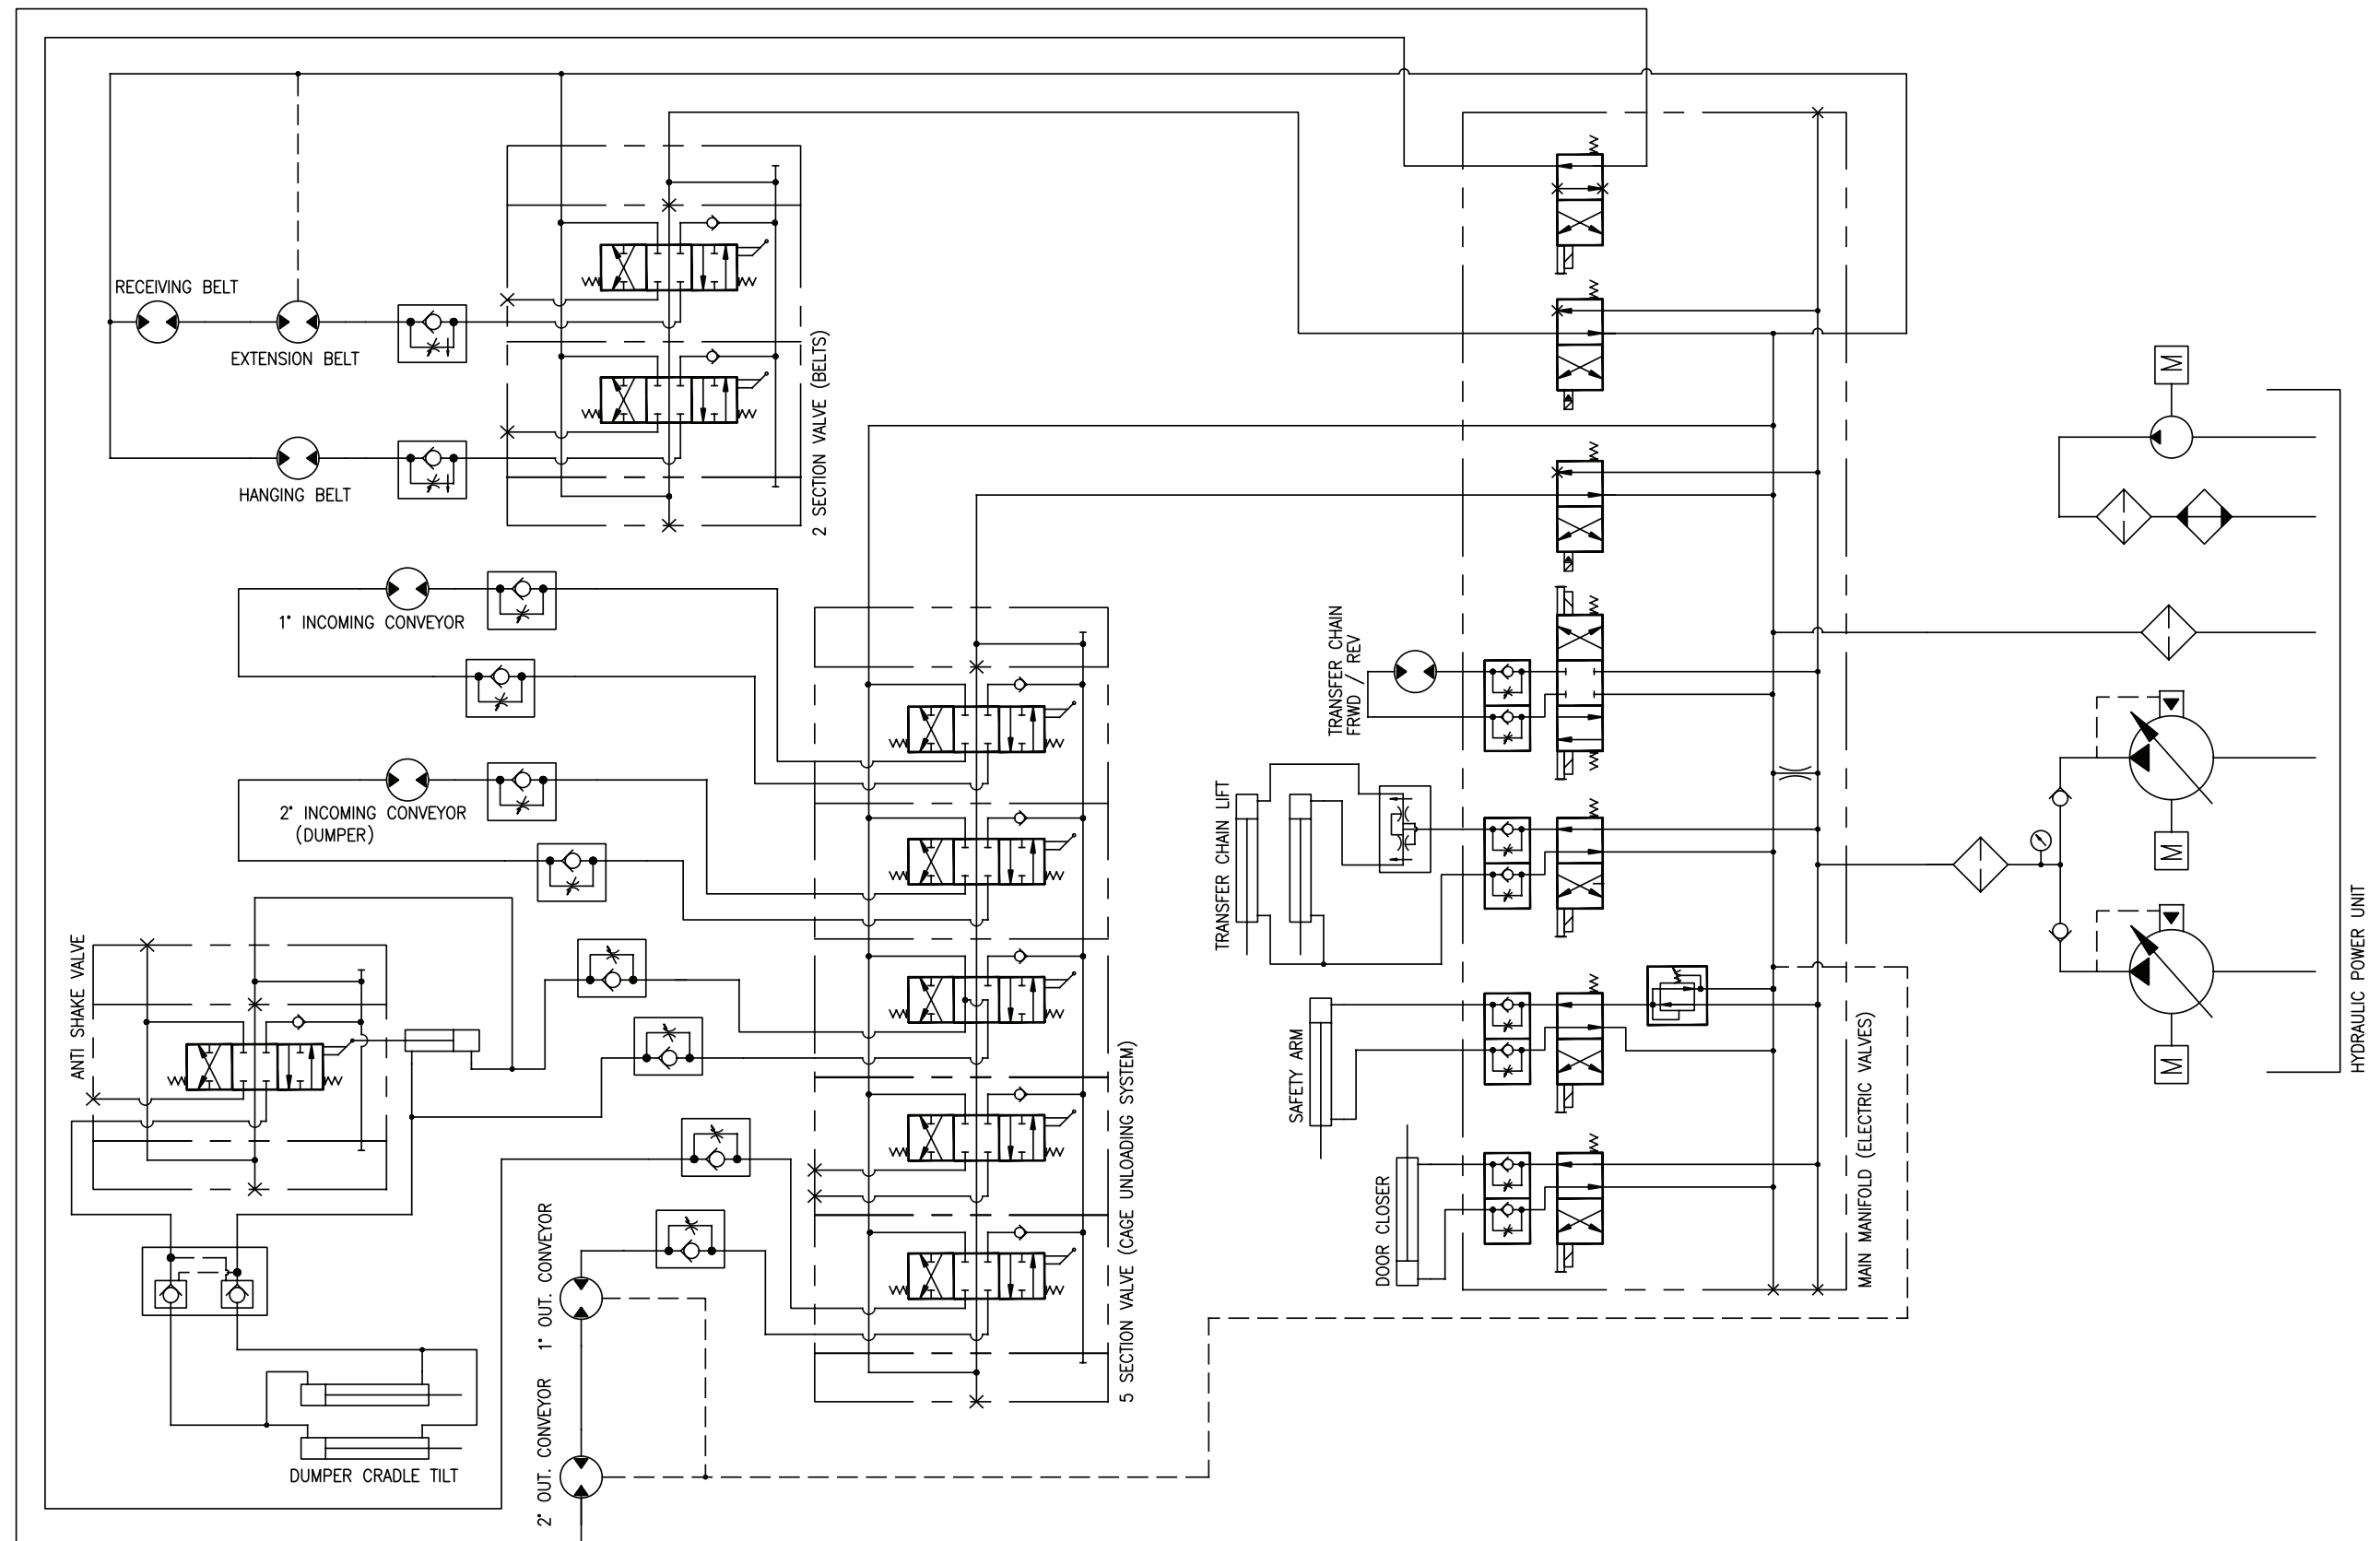 RECEIVING BELT
EXTENSION BELT
HANGING BELT
2 SECTION VALVE (BELTS)
1° INCOMING CONVEYOR
2° INCOMING CONVEYOR
(DUMPER)
ANTI SHAKE VALVE
DUMPER CRADLE TILT
1° OUT. CONVEYOR
2° OUT. CONVEYOR
5 SECTION VALVE (CAGE UNLOADING SYSTEM)
TRANSFER CHAIN
FRWD / REV
TRANSFER CHAIN LIFT
SAFETY ARM
DOOR CLOSER
MAIN MANIFOLD (ELECTRIC VALVES)
M
M
M
HYDRAULIC POWER UNIT